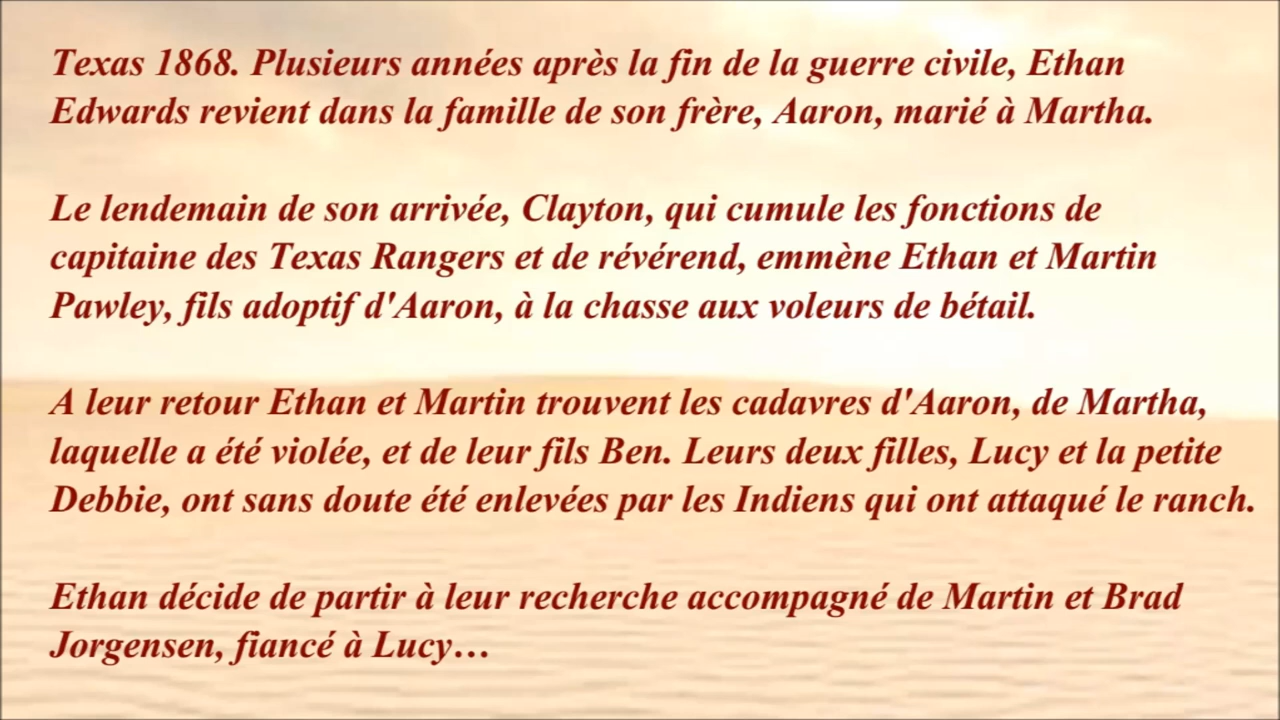 Texas 1868. Plusieurs années après la fin de la guerre civile, Ethan
Edwards revient dans la famille de son frère, Aaron, marié à Martha.
Le lendemain de son arrivée, Clayton, qui cumule les fonctions de
capitaine des Texas Rangers et de révérend, emmène Ethan et Martin
Pawley, fils adoptif d'Aaron, à la chasse aux voleurs de bétail.
A leur retour Ethan et Martin trouvent les cadavres d'Aaron, de Martha,
laquelle a été violée, et de leur fils Ben. Leurs deux filles, Lucy et la petite
Debbie, ont sans doute été enlevées par les Indiens qui ont attaqué le ranch.
Ethan décide de partir à leur recherche accompagné de Martin et Brad
Jorgensen, fiancé à Lucy…